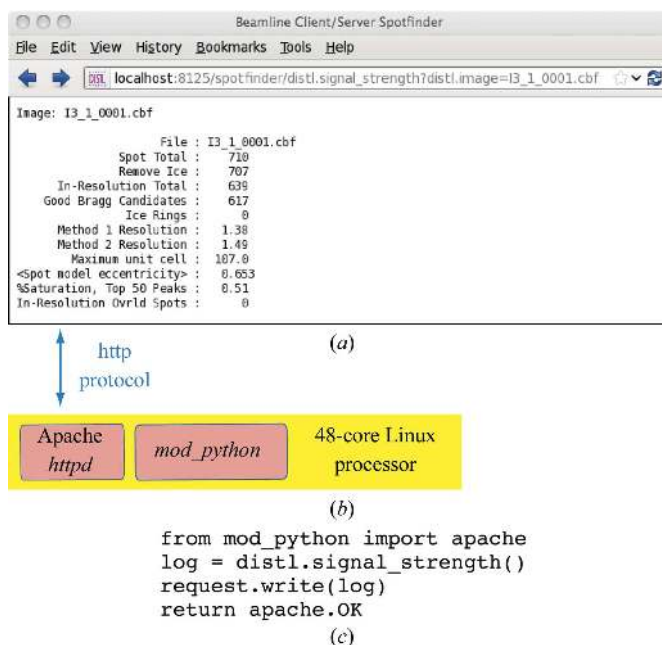 Beamline Client/Server Spotfinder
File Edit View History Bookmarks Tools Help
DISTL localhost:8125/spotfinder/distl.signal_strength?distl.image=I3_1_0001.cbf
Image: I3_1_0001.cbf
File : I3_1_0001.cbf
Spot Total : 710
Remove Ice : 707
In-Resolution Total : 639
Good Bragg Candidates : 617
Ice Rings : 0
Method 1 Resolution : 1.38
Method 2 Resolution : 1.49
Maximum unit cell : 107.0
<Spot model eccentricity> : 0.653
%Saturation, Top 50 Peaks : 0.51
In-Resolution Ovrld Spots : 0
(a)
http
protocol
Apache
httpd
mod_python
48-core Linux
processor
(b)
from mod_python import apache
log = distl.signal_strength()
request.write(log)
return apache.OK
(c)